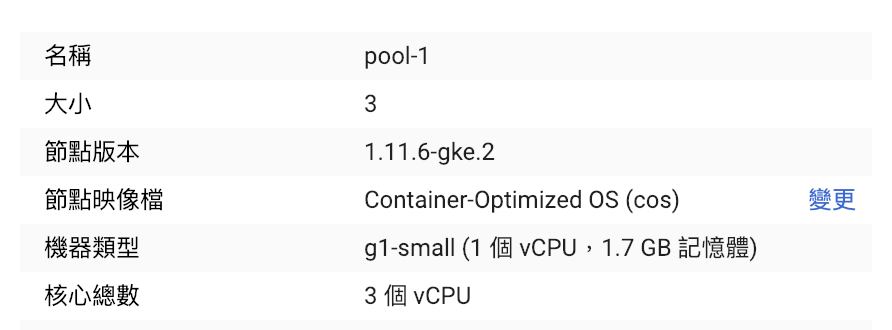 名稱 pool-1
大小 3
節點版本 1.11.6-gke.2
節點映像檔 Container-Optimized OS (cos) 變更
機器類型 g1-small (1 個 vCPU，1.7 GB 記憶體)
核心總數 3 個 vCPU